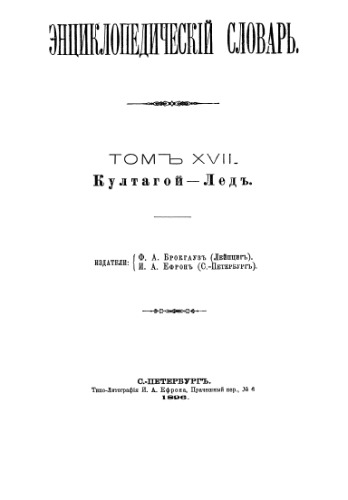 ЭНЦИКЛОПЕДИЧЕСКІЙ СЛОВАРЬ.
ТОМЪ XVII.
Култагой — Ледъ.
ИЗДАТЕЛИ:
Ф. А. Брокгаузъ (Лейпцигъ).
И. А. Ефронъ (С.-Петербургъ).
С.-ПЕТЕРБУРГЪ.
Типо-Литографія И. А. Ефрона, Прачешный пер., № 6
1896.